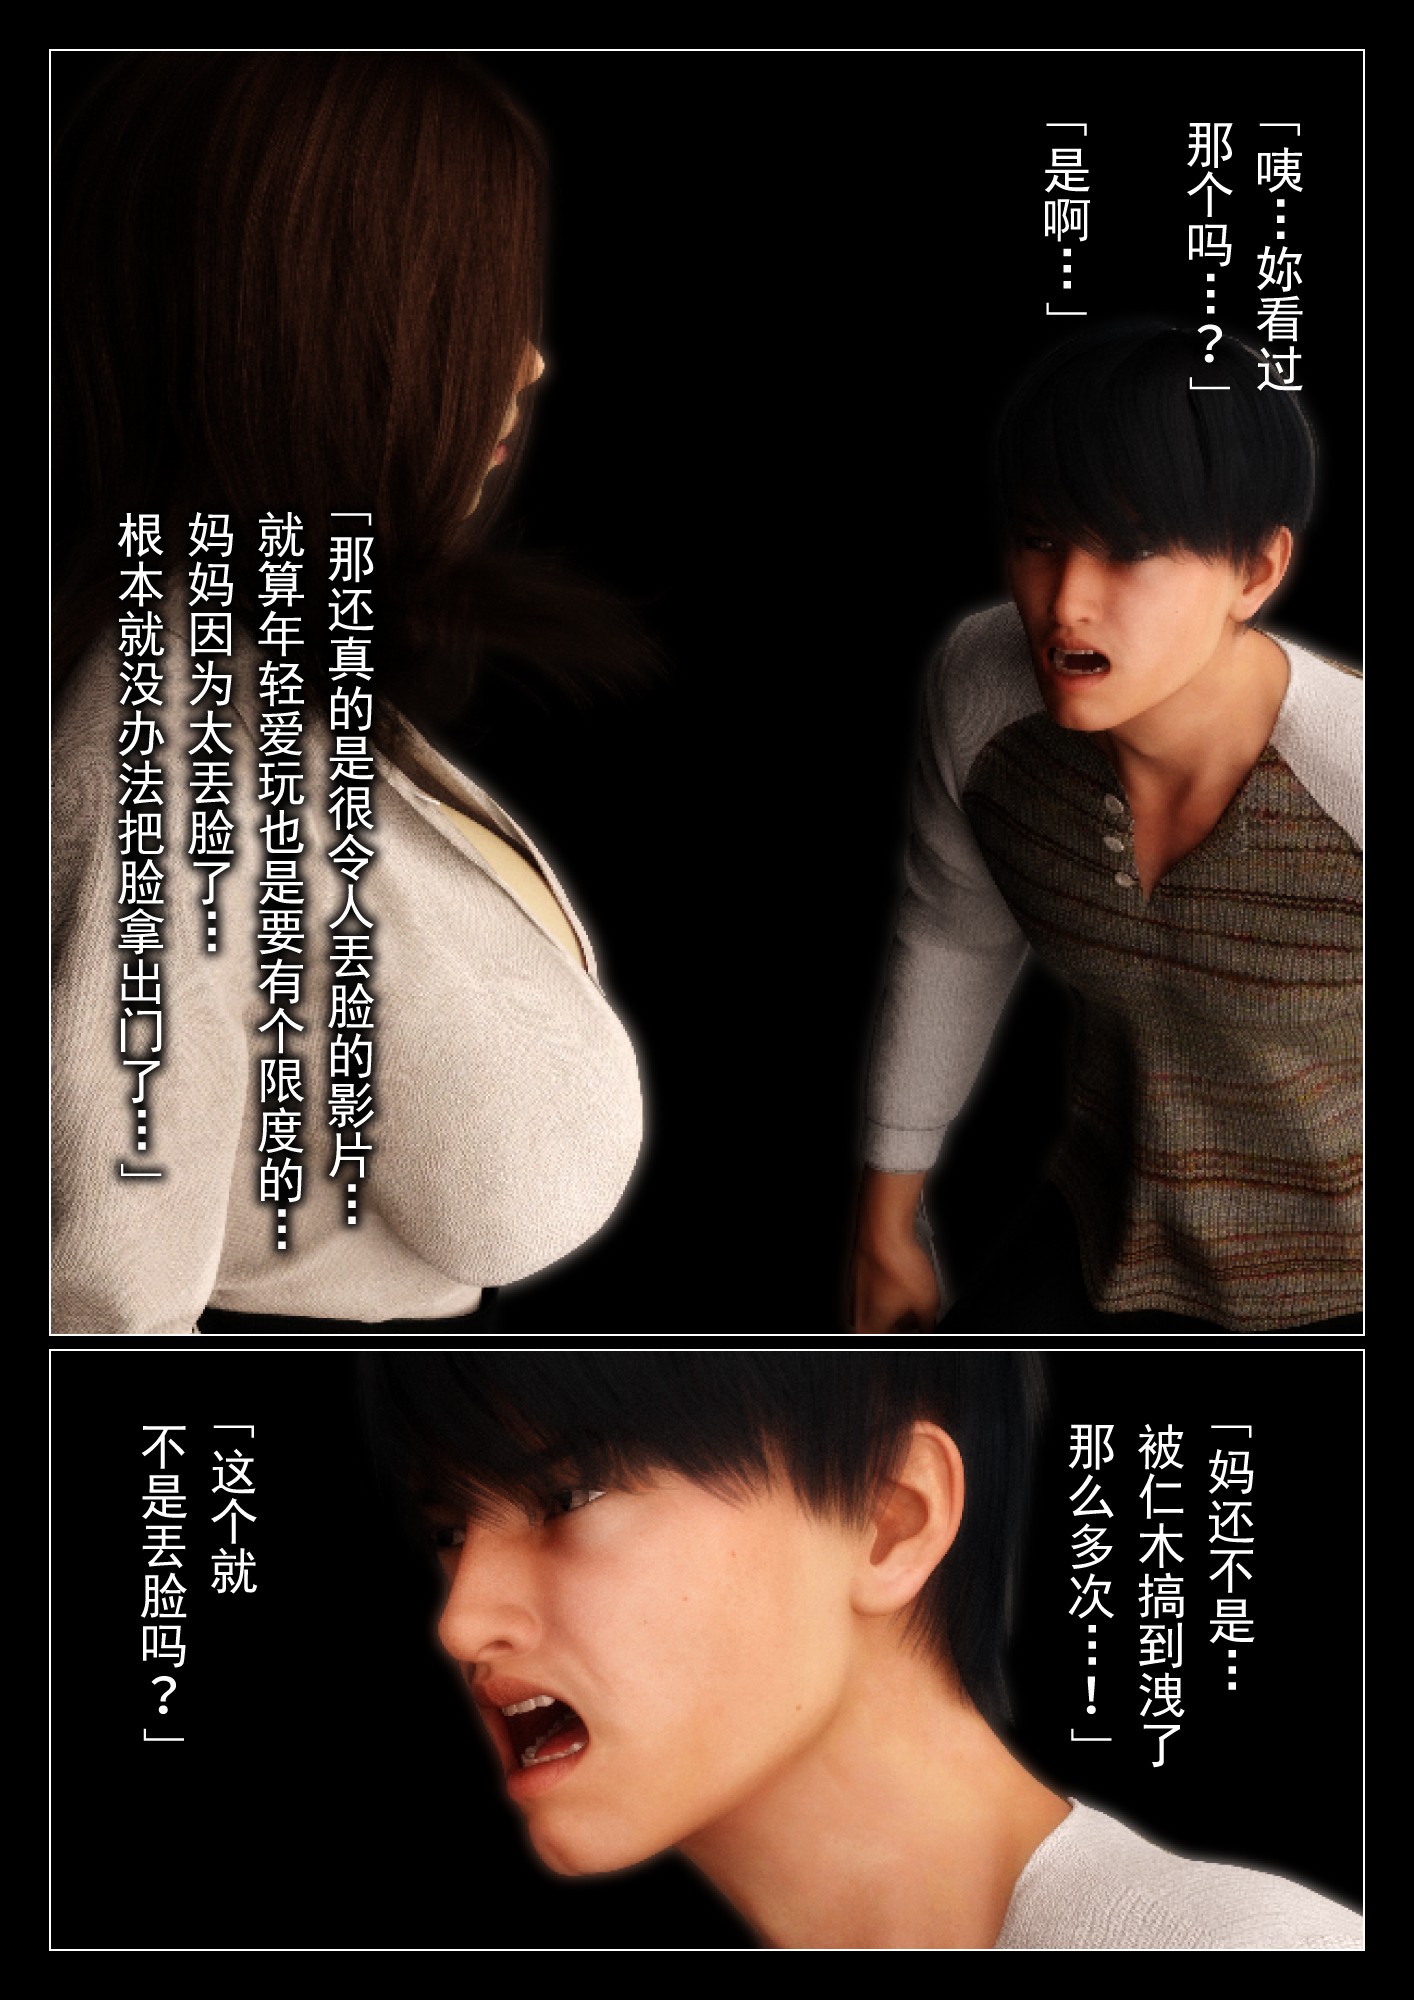 「咦…妳看过
那个吗…?」
「是啊…」
「那还真的是很令人丢脸的影片…
就算年轻爱玩也是要有个限度的…
妈妈因为太丢脸了…
根本就没办法把脸拿出门了…」
「妈还不是…
被仁木搞到洩了
那么多次…!」
「这个就
不是丢脸吗?」